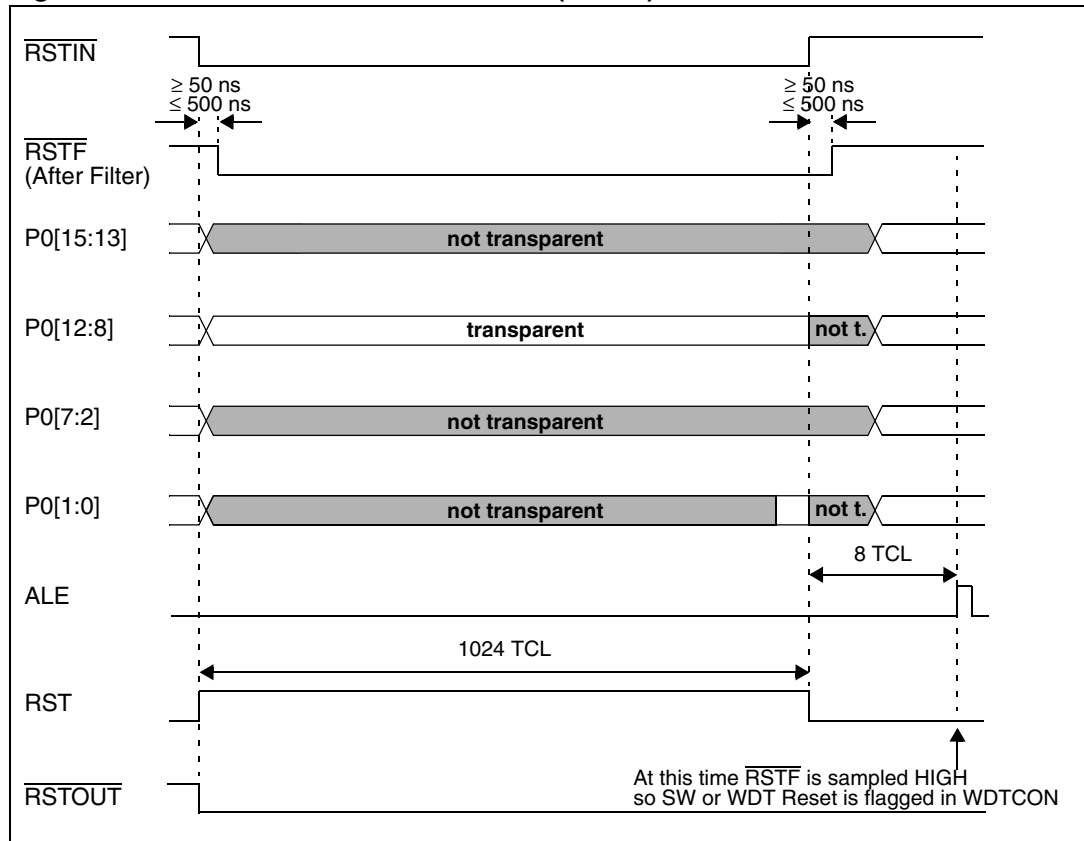 RSTIN
≥ 50 ns
≤ 500 ns
≥ 50 ns
≤ 500 ns
RSTF
(After Filter)
P0[15:13]
not transparent
P0[12:8]
transparent
not t.
P0[7:2]
not transparent
P0[1:0]
not transparent
not t.
8 TCL
ALE
1024 TCL
RST
At this time RSTF is sampled HIGH
so SW or WDT Reset is flagged in WDTCON
RSTOUT